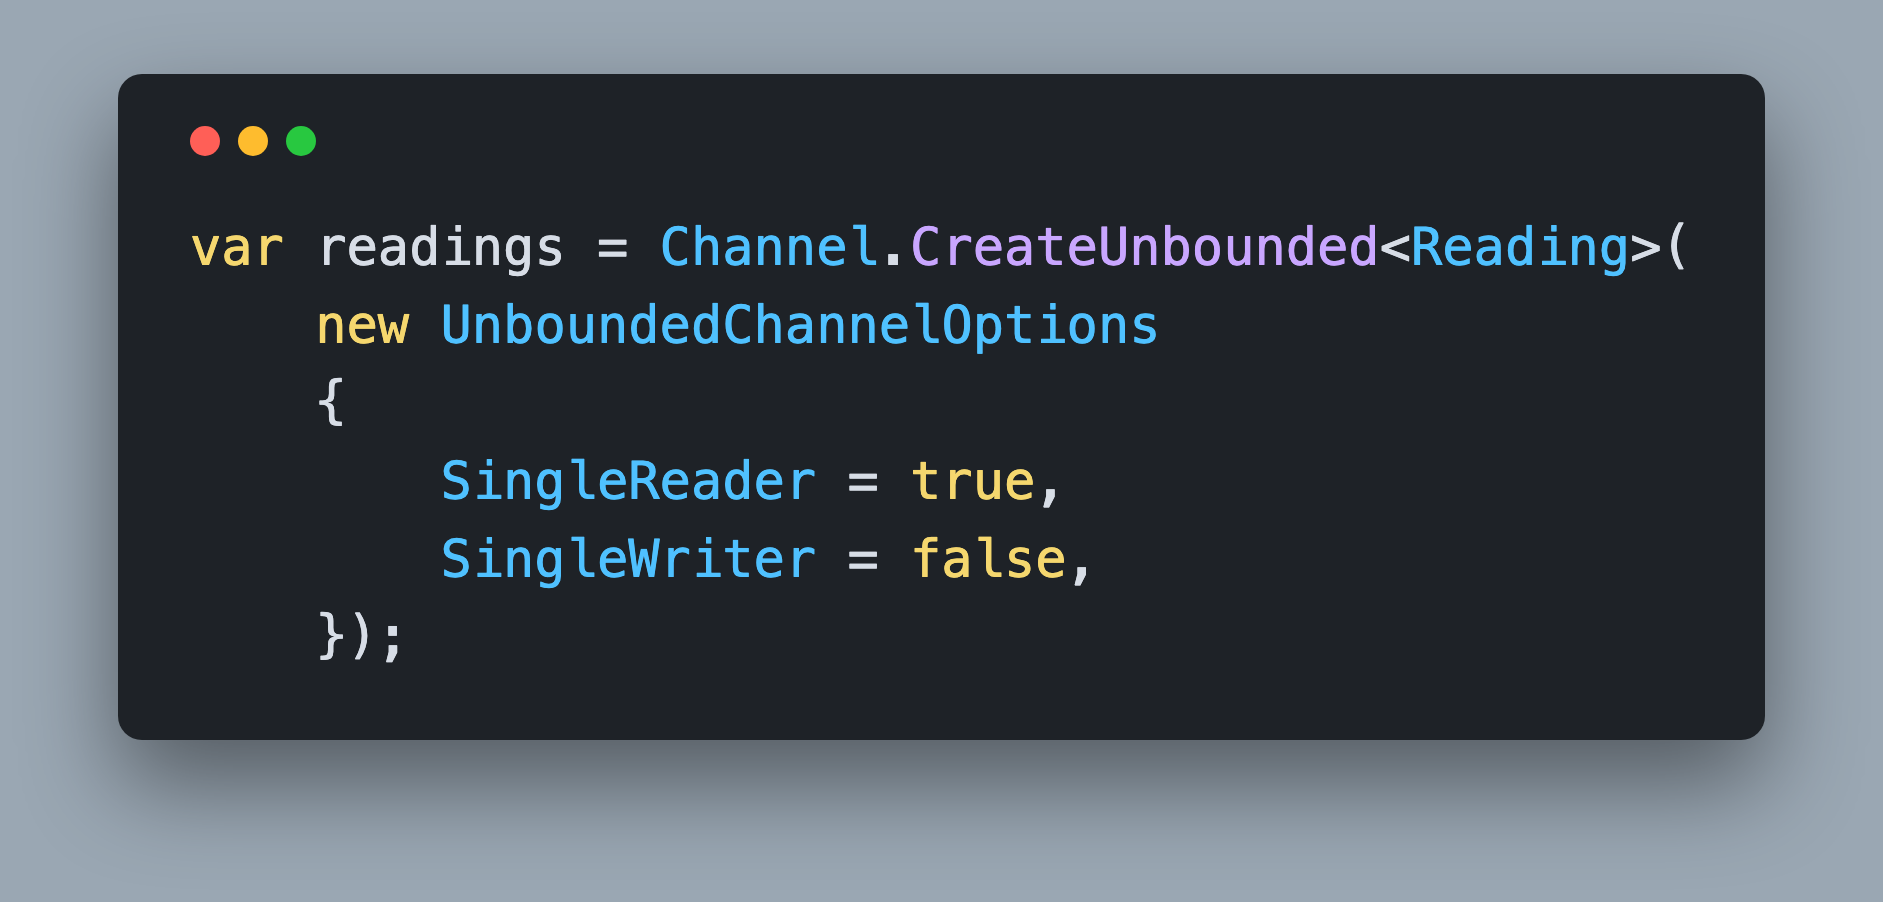 var readings = Channel.CreateUnbounded<Reading>(
    new UnboundedChannelOptions
    {
        SingleReader = true,
        SingleWriter = false,
    });